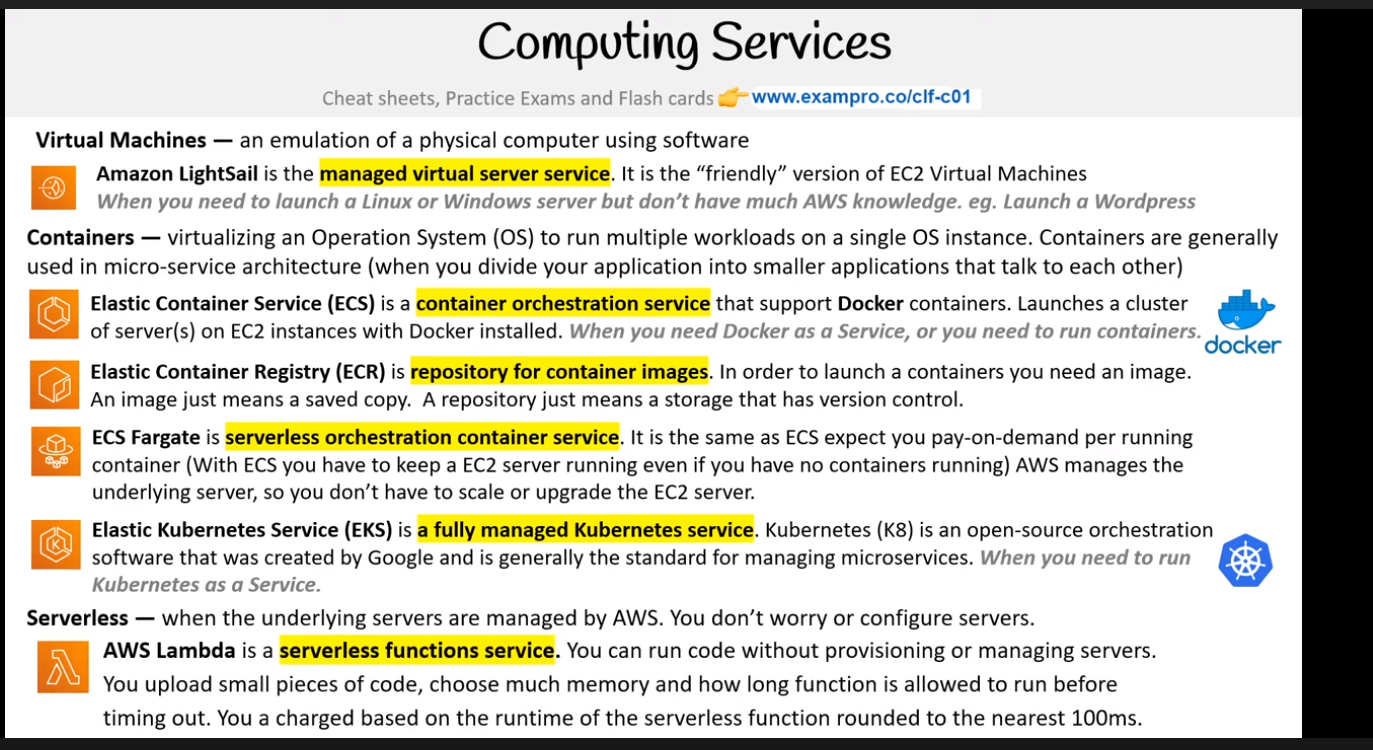 Computing Services
Cheat sheets, Practice Exams and Flash cards 👉 www.exampro.co/clf-c01
Virtual Machines — an emulation of a physical computer using software
Amazon LightSail is the managed virtual server service. It is the “friendly” version of EC2 Virtual Machines
When you need to launch a Linux or Windows server but don’t have much AWS knowledge. eg. Launch a Wordpress
Containers — virtualizing an Operation System (OS) to run multiple workloads on a single OS instance. Containers are generally
used in micro-service architecture (when you divide your application into smaller applications that talk to each other)
Elastic Container Service (ECS) is a container orchestration service that support Docker containers. Launches a cluster
of server(s) on EC2 instances with Docker installed. When you need Docker as a Service, or you need to run containers.
docker
Elastic Container Registry (ECR) is repository for container images. In order to launch a containers you need an image.
An image just means a saved copy. A repository just means a storage that has version control.
ECS Fargate is serverless orchestration container service. It is the same as ECS expect you pay-on-demand per running
container (With ECS you have to keep a EC2 server running even if you have no containers running) AWS manages the
underlying server, so you don’t have to scale or upgrade the EC2 server.
Elastic Kubernetes Service (EKS) is a fully managed Kubernetes service. Kubernetes (K8) is an open-source orchestration
software that was created by Google and is generally the standard for managing microservices. When you need to run
Kubernetes as a Service.
Serverless — when the underlying servers are managed by AWS. You don’t worry or configure servers.
AWS Lambda is a serverless functions service. You can run code without provisioning or managing servers.
You upload small pieces of code, choose much memory and how long function is allowed to run before
timing out. You a charged based on the runtime of the serverless function rounded to the nearest 100ms.